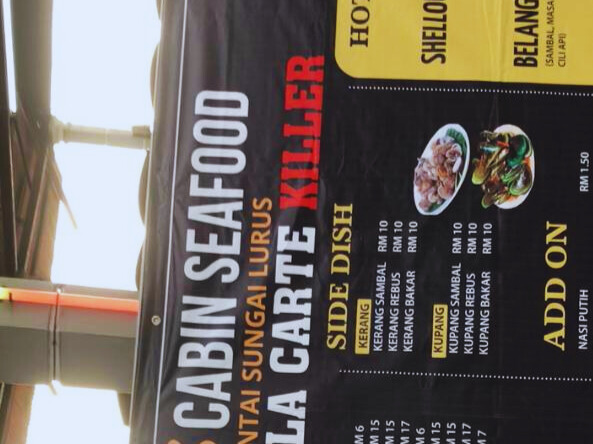 CABIN SEAFOOD
NTAI SUNGAI LURUS
LA CARTE KILLER
M 6
M 15
M 15
M 17
M 6
M 15
M 15
M 17
M 7
SIDE DISH
KERANG
KERANG SAMBAL RM 10
KERANG REBUS RM 10
KERANG BAKAR RM 10
KUPANG
KUPANG SAMBAL RM 10
KUPANG REBUS RM 10
KUPANG BAKAR RM 10
ADD ON
NASI PUTIH RM 1.50
HOT
SHELLO
BELANG
(SAMBAL, MASA
CILI API)